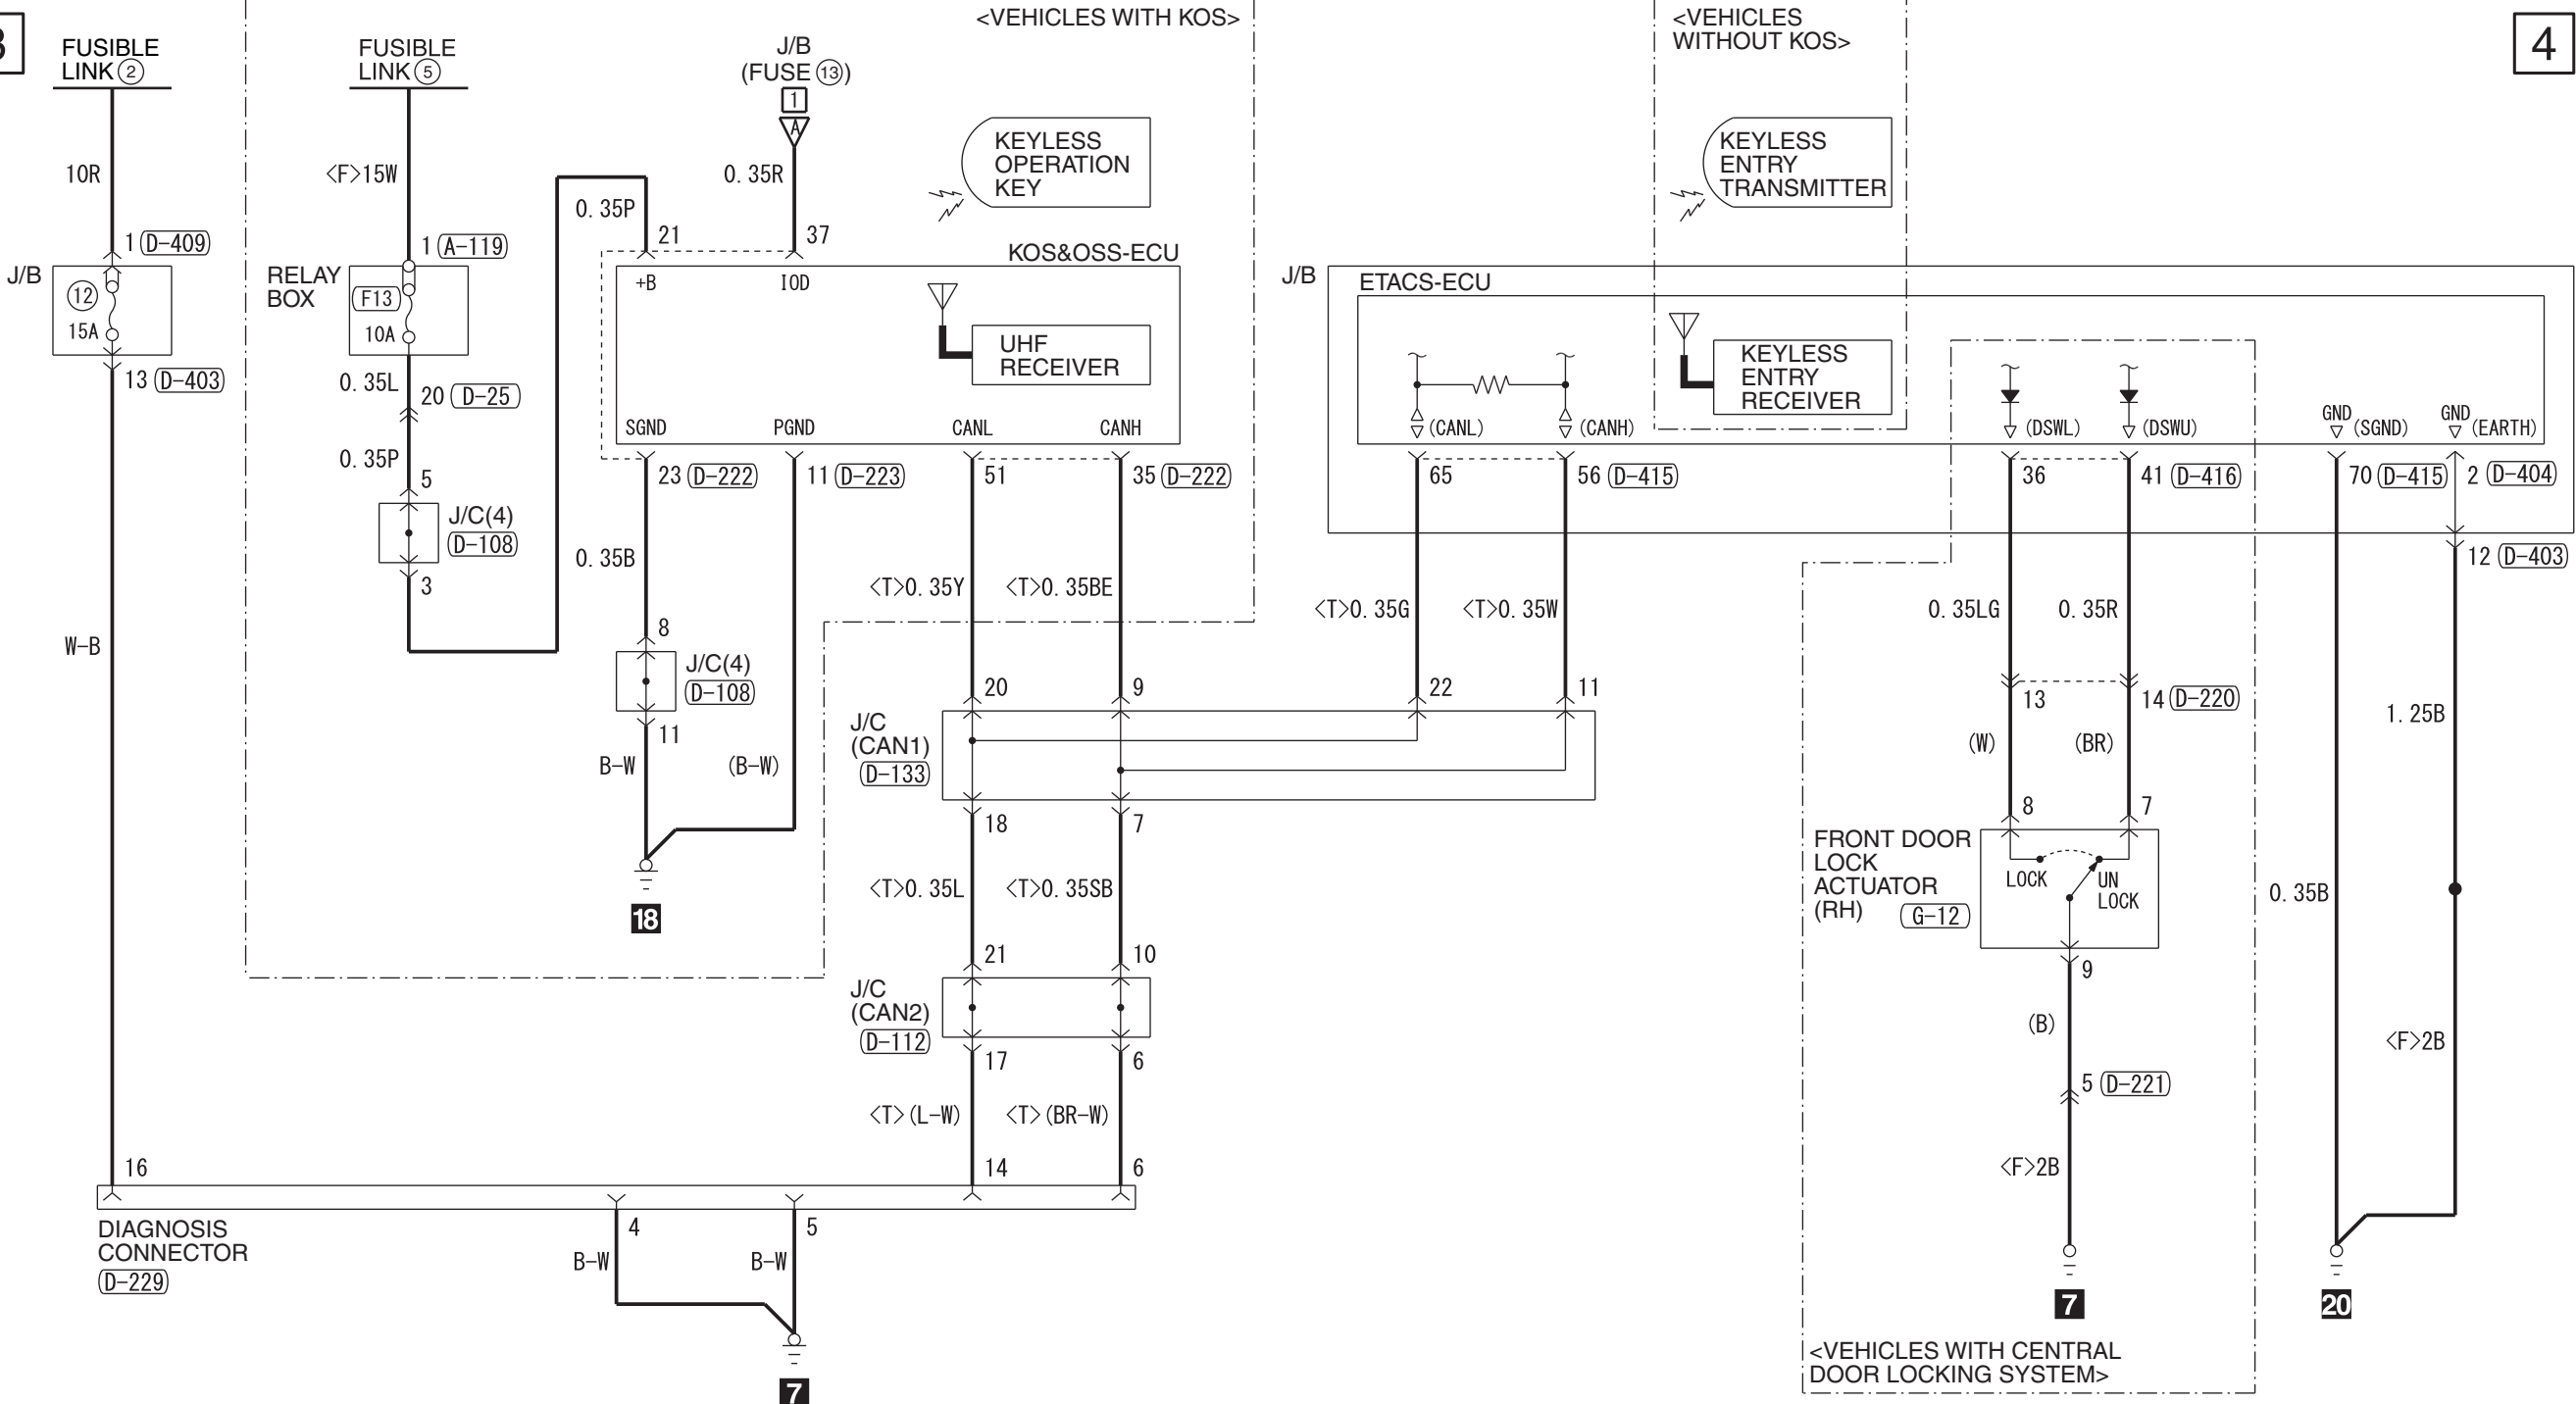 3
4
<VEHICLES WITH KOS>
<VEHICLES
WITHOUT KOS>
FUSIBLE
LINK ②
FUSIBLE
LINK ⑤
J/B
(FUSE ⑬)
1
A
10R
<F>15W
0.35P
0.35R
KEYLESS
OPERATION
KEY
KEYLESS
ENTRY
TRANSMITTER
1 (D-409)
1 (A-119)
21
37
KOS&OSS-ECU
J/B
⑫
15A
RELAY
BOX
F13
10A
+B
IOD
UHF
RECEIVER
SGND
PGND
CANL
CANH
J/B
ETACS-ECU
KEYLESS
ENTRY
RECEIVER
(CANL)
(CANH)
(DSWL)
(DSWU)
GND
(SGND)
GND
(EARTH)
13 (D-403)
0.35L
20 (D-25)
0.35P
5
J/C(4)
(D-108)
3
23 (D-222)
11 (D-223)
51
35 (D-222)
65
56 (D-415)
36
41 (D-416)
70 (D-415)
2 (D-404)
12 (D-403)
0.35B
<T>0.35Y
<T>0.35BE
<T>0.35G
<T>0.35W
0.35LG
0.35R
W-B
8
J/C(4)
(D-108)
11
B-W
(B-W)
18
20
9
22
11
J/C
(CAN1)
(D-133)
18
7
13
14 (D-220)
(W)
(BR)
1.25B
8
7
FRONT DOOR
LOCK
ACTUATOR
(RH)
(G-12)
LOCK
UN
LOCK
<T>0.35L
<T>0.35SB
0.35B
21
10
J/C
(CAN2)
(D-112)
17
6
9
(B)
<F>2B
5 (D-221)
<T>(L-W)
<T>(BR-W)
<F>2B
16
14
6
DIAGNOSIS
CONNECTOR
(D-229)
4
5
B-W
B-W
7
7
20
<VEHICLES WITH CENTRAL
DOOR LOCKING SYSTEM>